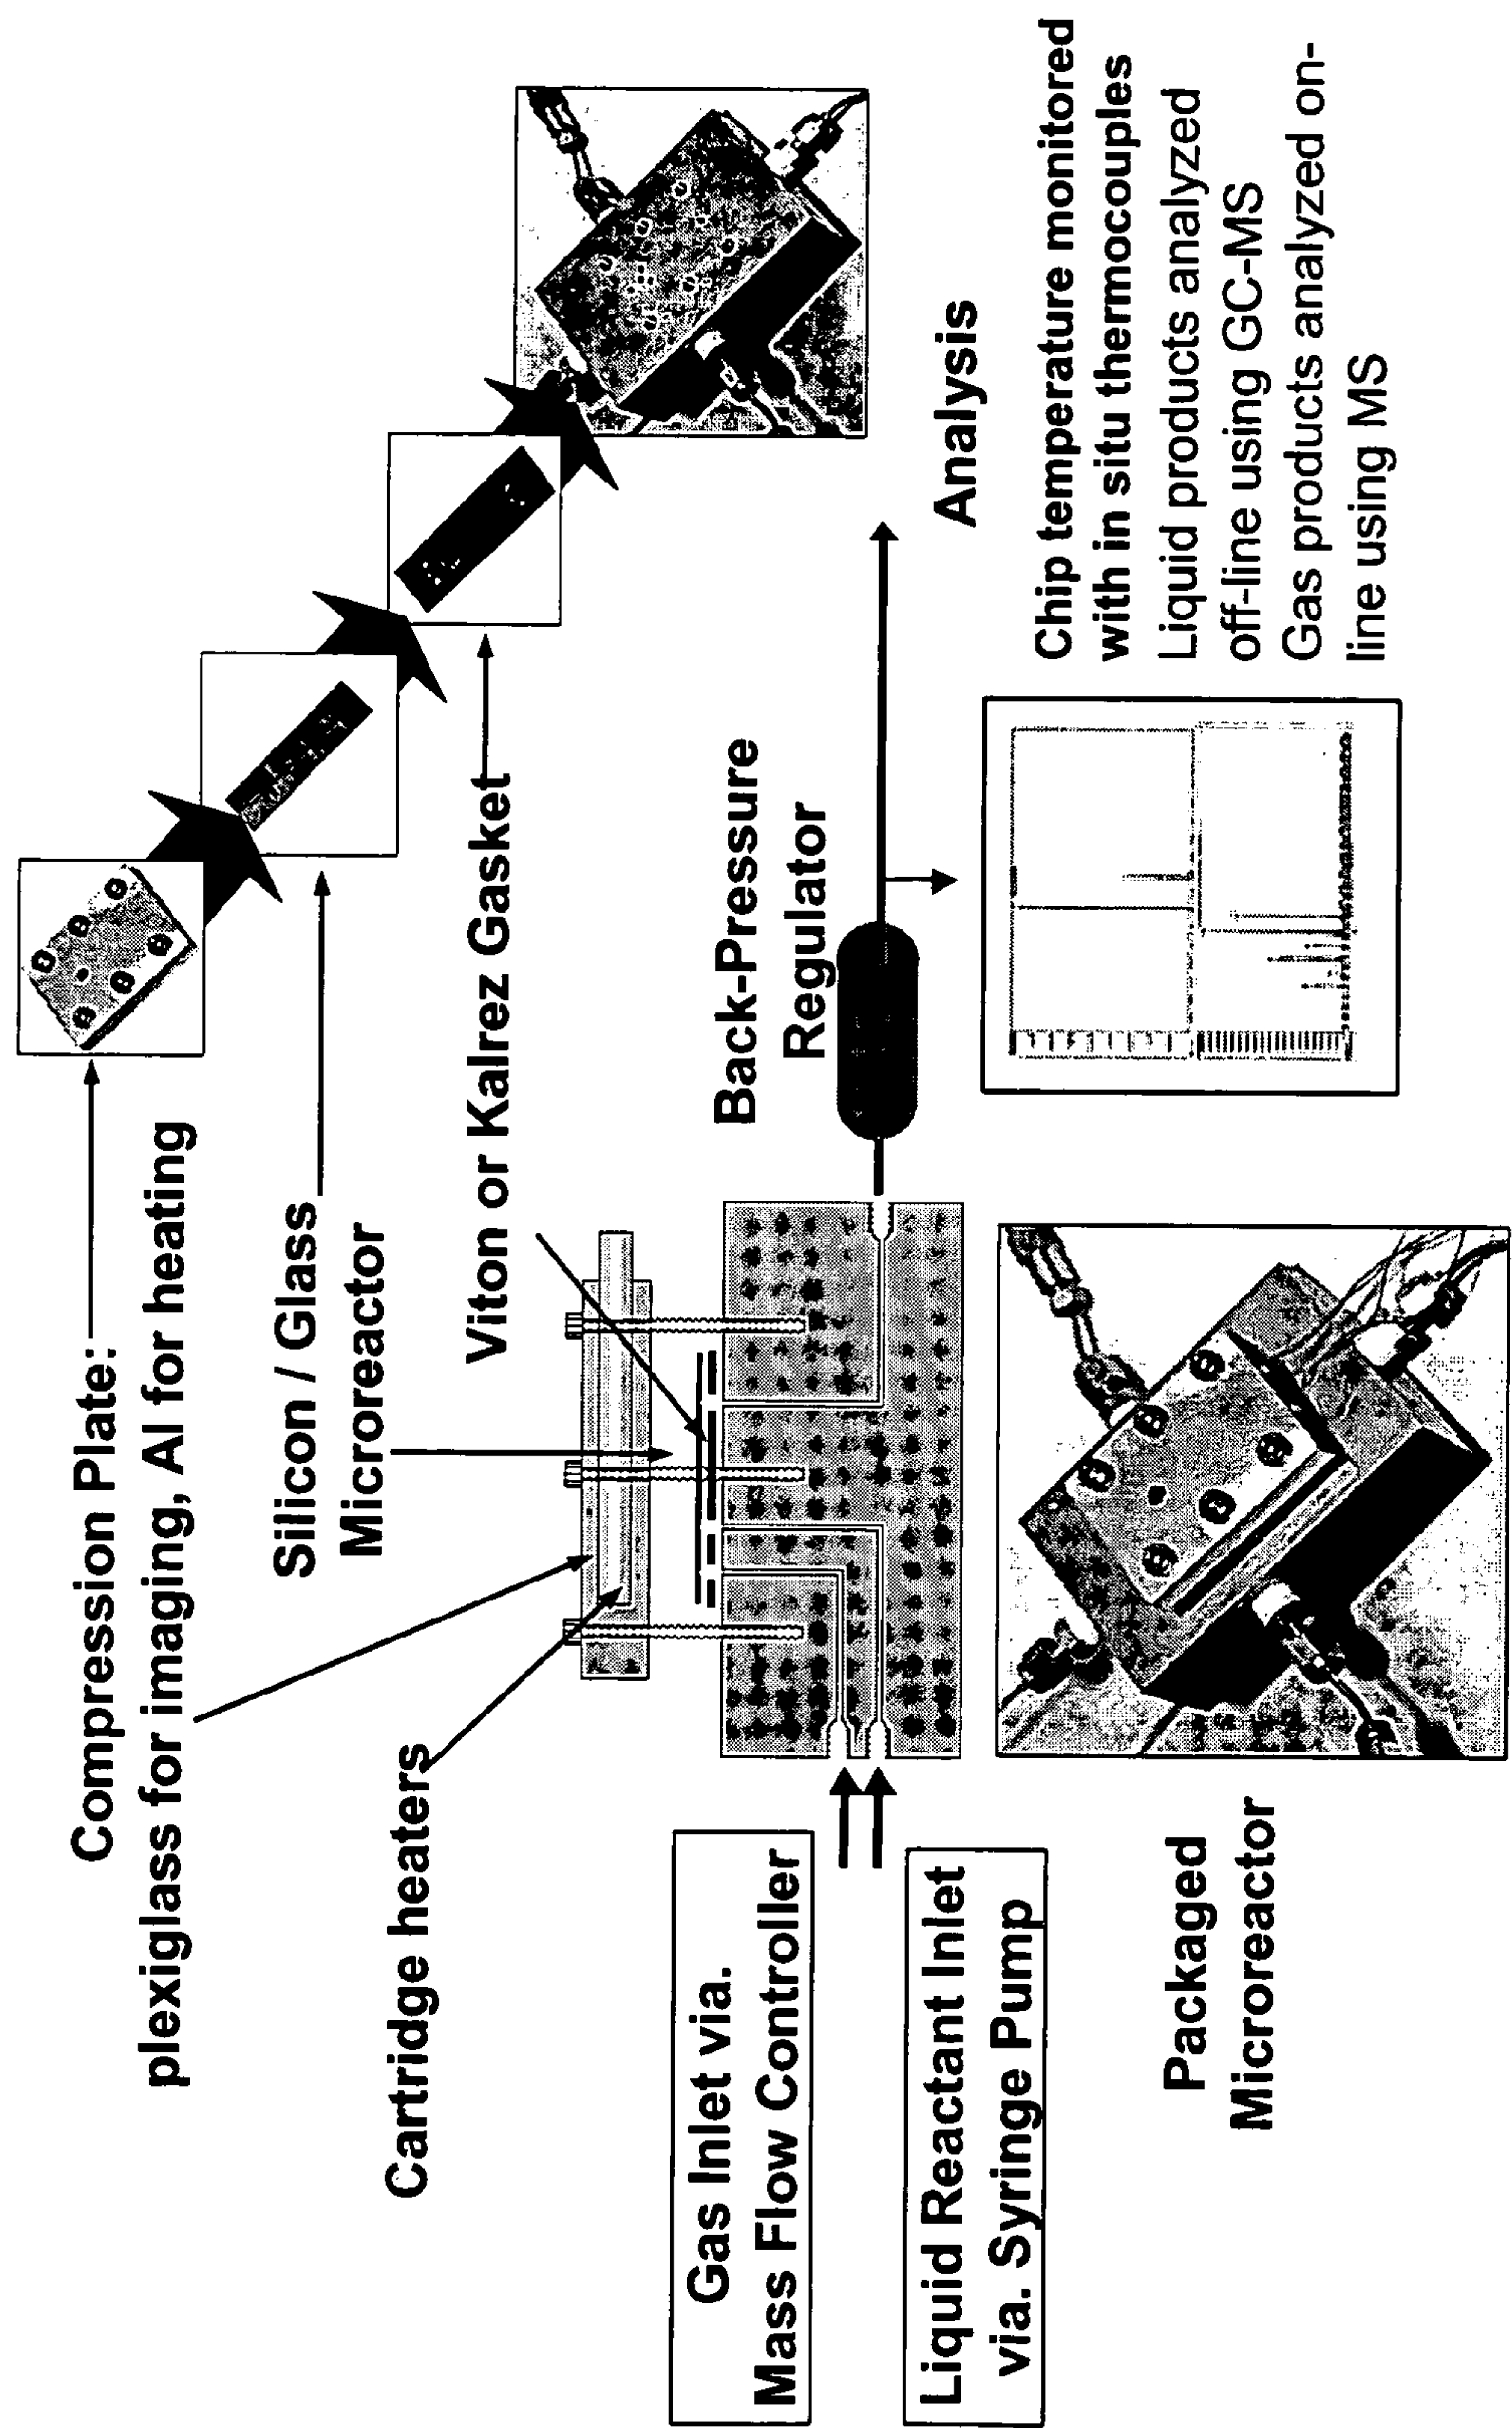 Compression Plate:
plexiglass for imaging, Al for heating
Silicon / Glass
Microreactor
Viton or Kalrez Gasket
Cartridge heaters
Gas Inlet via.
Mass Flow Controller
Liquid Reactant Inlet
via. Syringe Pump
Back-Pressure
Regulator
Packaged
Microreactor
Analysis
Chip temperature monitored
with in situ thermocouples
Liquid products analyzed
off-line using GC-MS
Gas products analyzed on-
line using MS